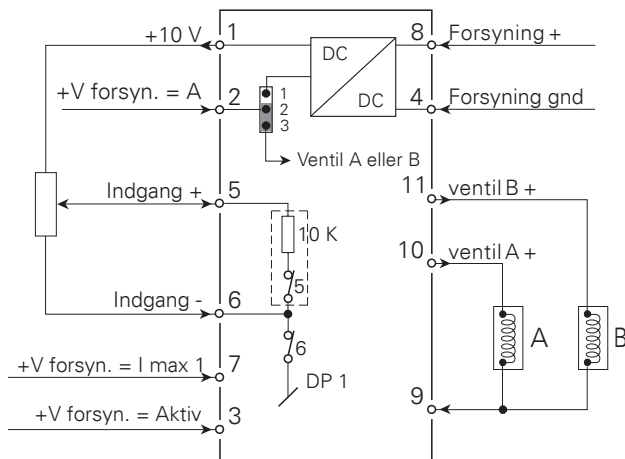 +10 V 1
8 Forsyning +
DC
DC
+V forsyn. = A 2
1
2
3
4 Forsyning gnd
Ventil A eller B
Indgang + 5
11 ventil B +
10 K
10 ventil A +
5
Indgang - 6
6
A
B
+V forsyn. = I max 1 7
DP 1
9
+V forsyn. = Aktiv 3